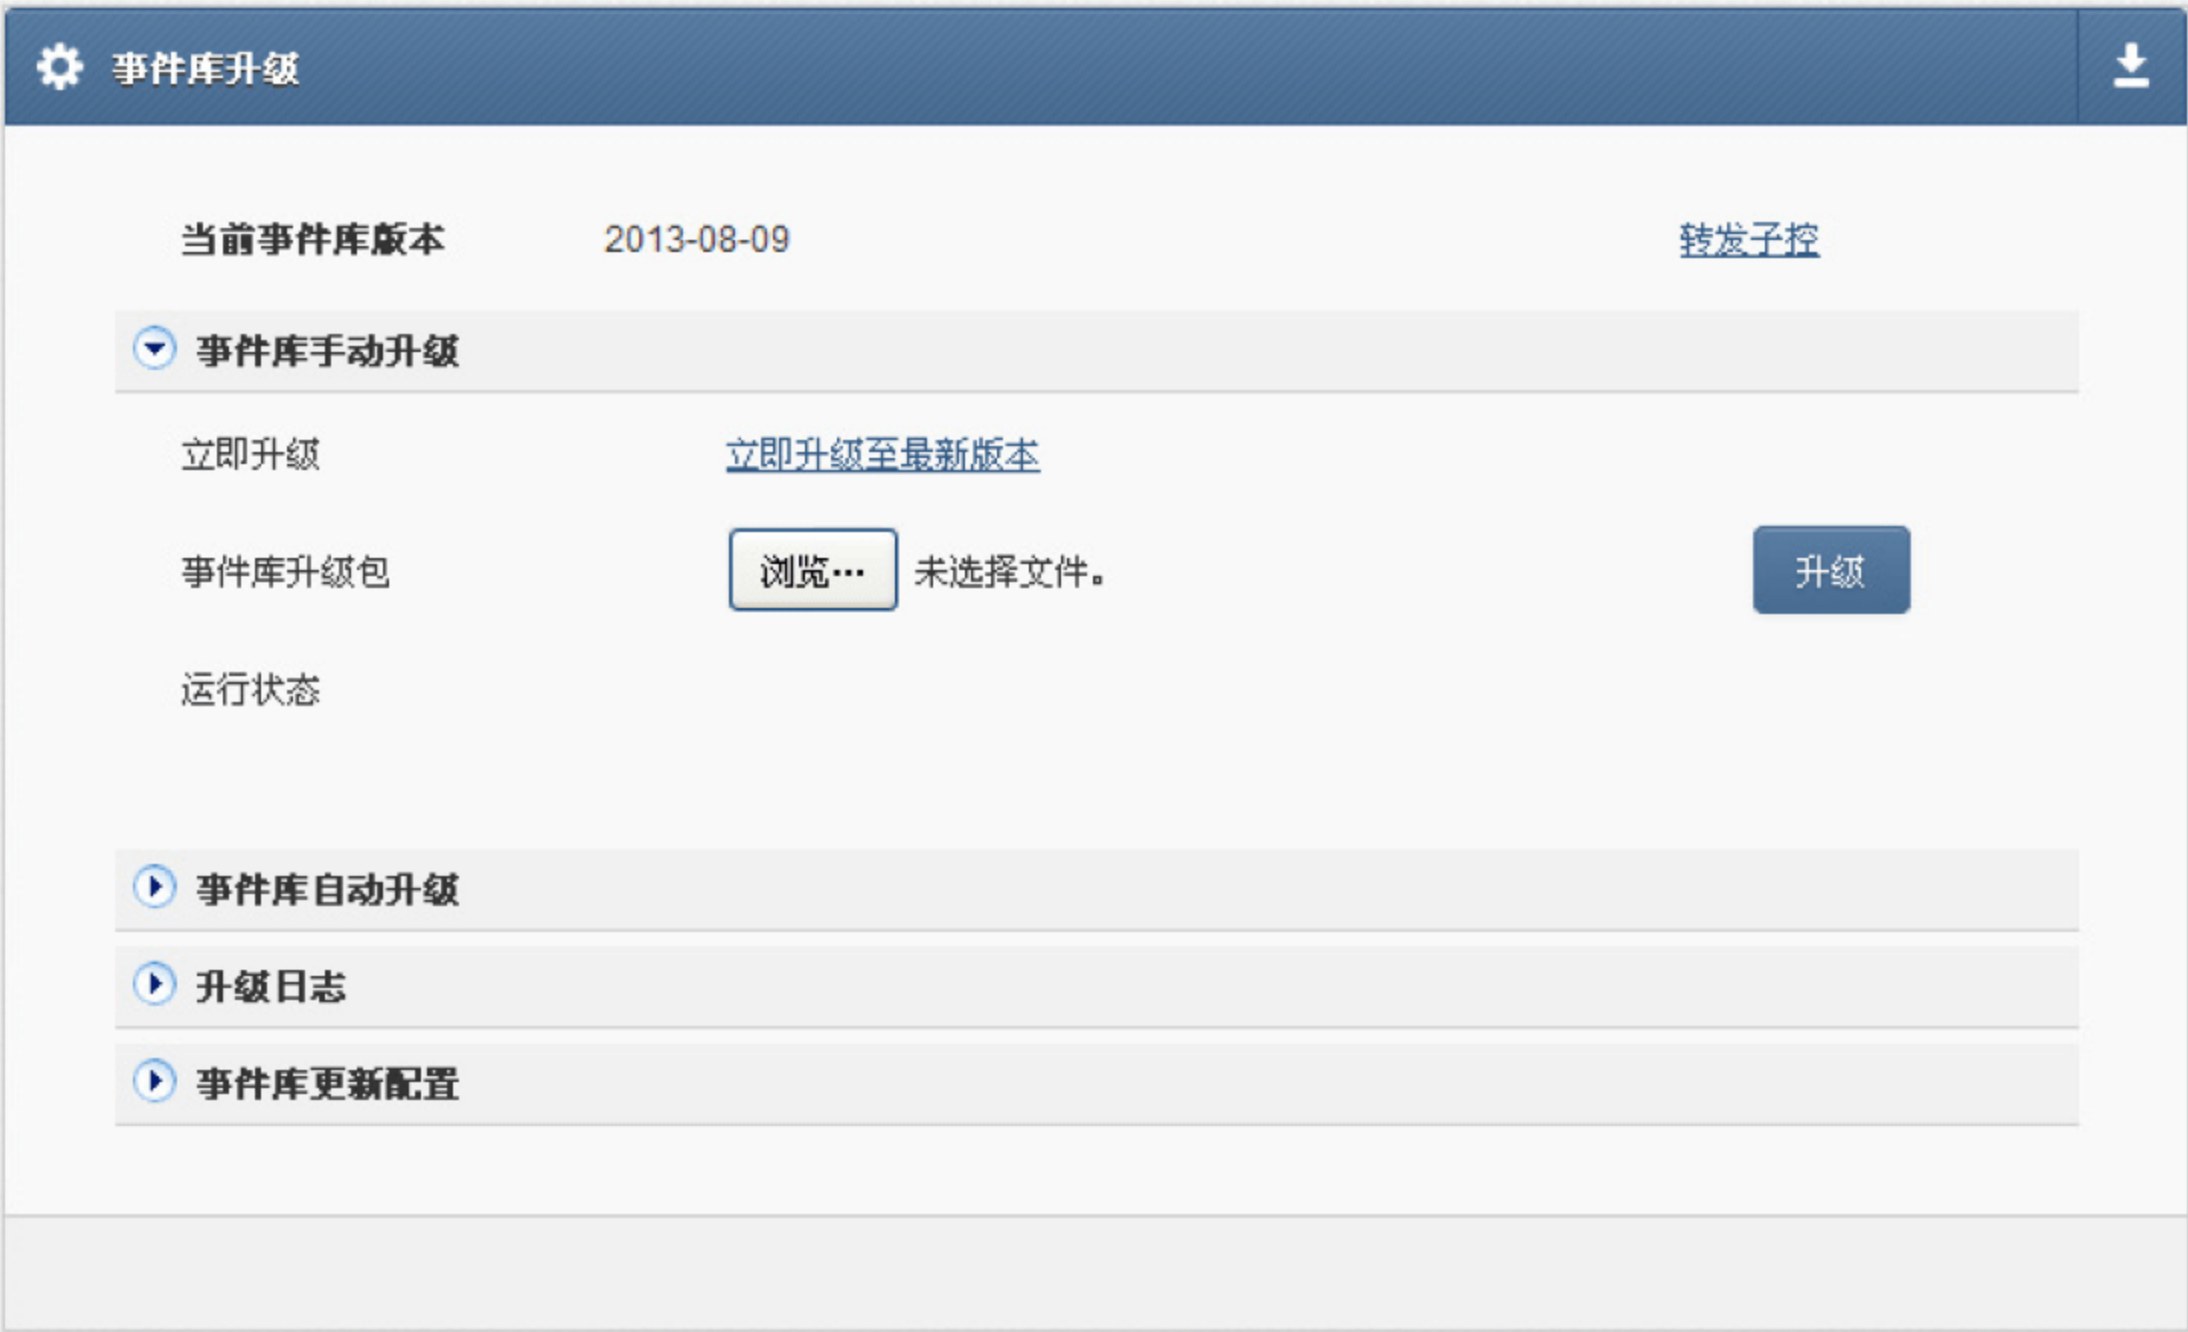 事件库升级
当前事件库版本 2013-08-09 转发子控
事件库手动升级
立即升级 立即升级至最新版本
事件库升级包 浏览… 未选择文件。 升级
运行状态
事件库自动升级
升级日志
事件库更新配置